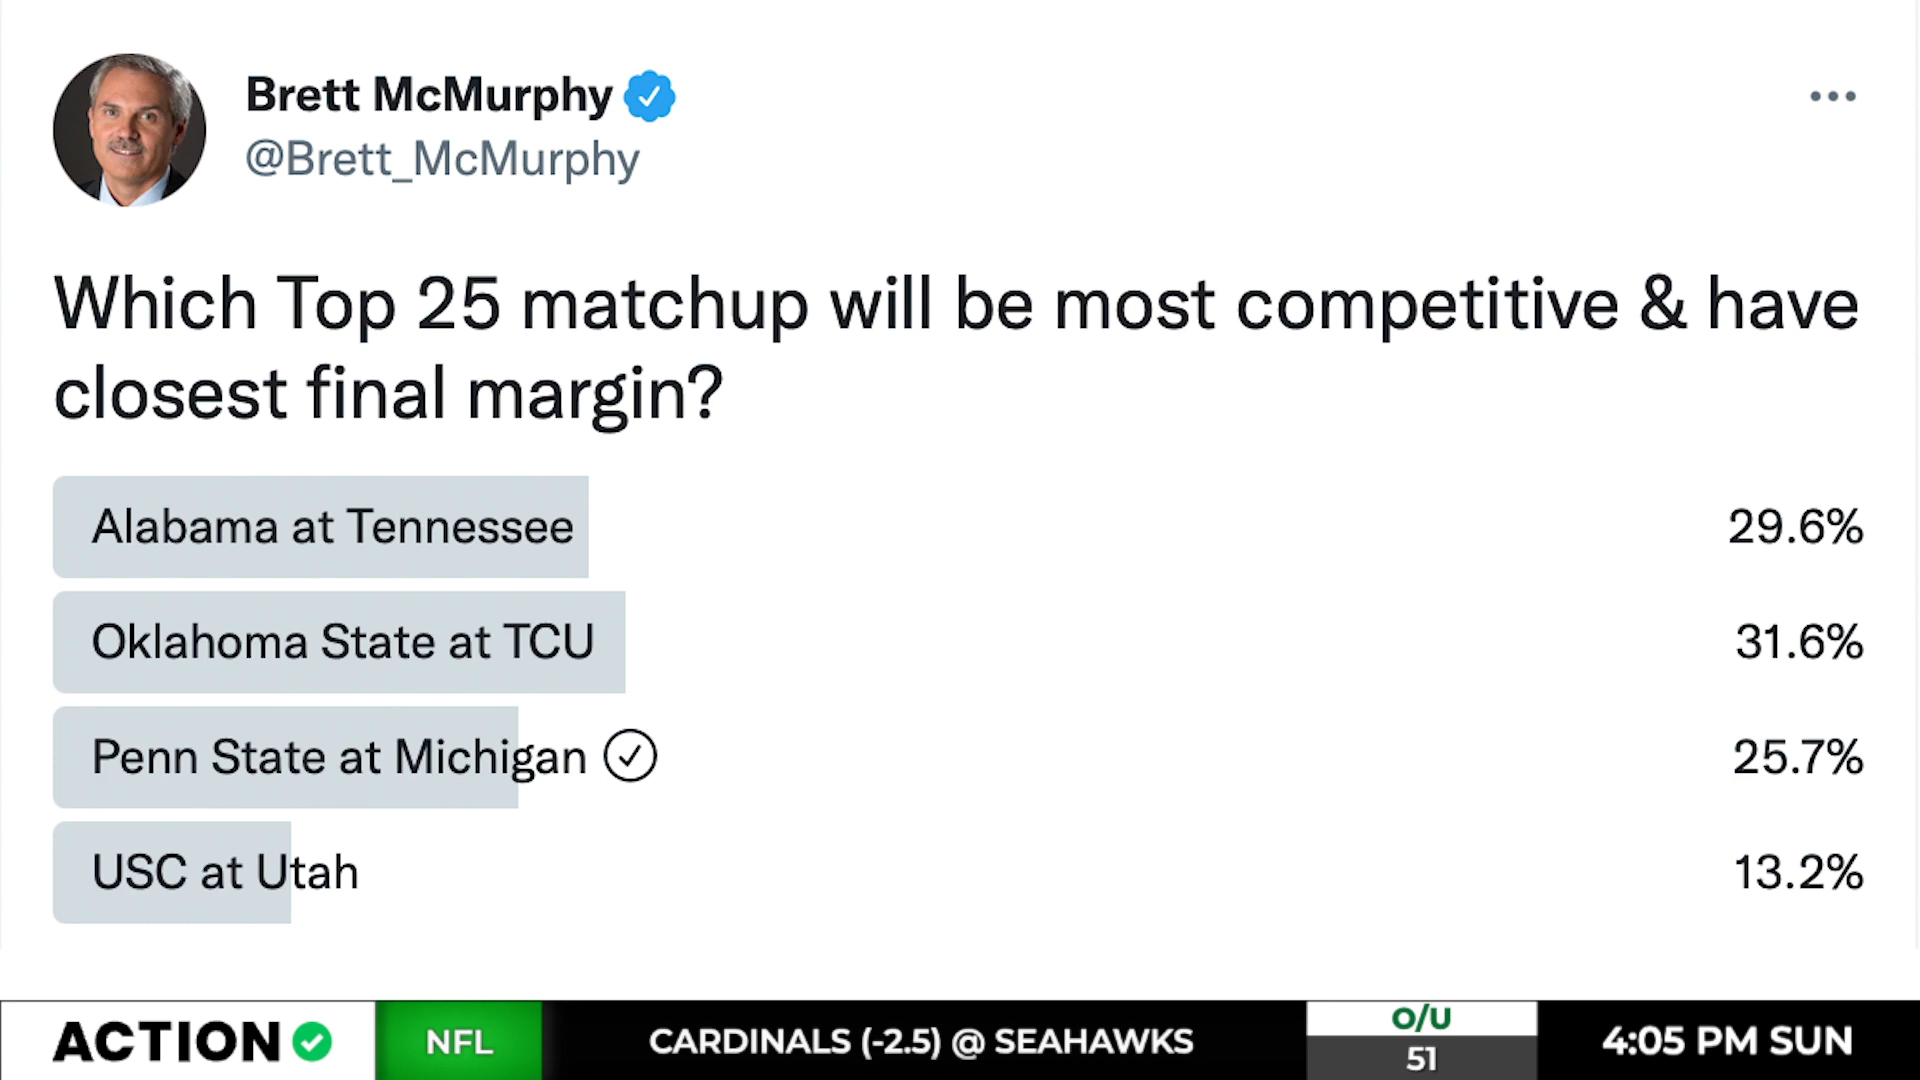 Brett McMurphy
@Brett_McMurphy
Which Top 25 matchup will be most competitive & have
closest final margin?
Alabama at Tennessee 29.6%
Oklahoma State at TCU 31.6%
Penn State at Michigan 25.7%
USC at Utah 13.2%
ACTION NFL CARDINALS (-2.5) @ SEAHAWKS O/U 51 4:05 PM SUN